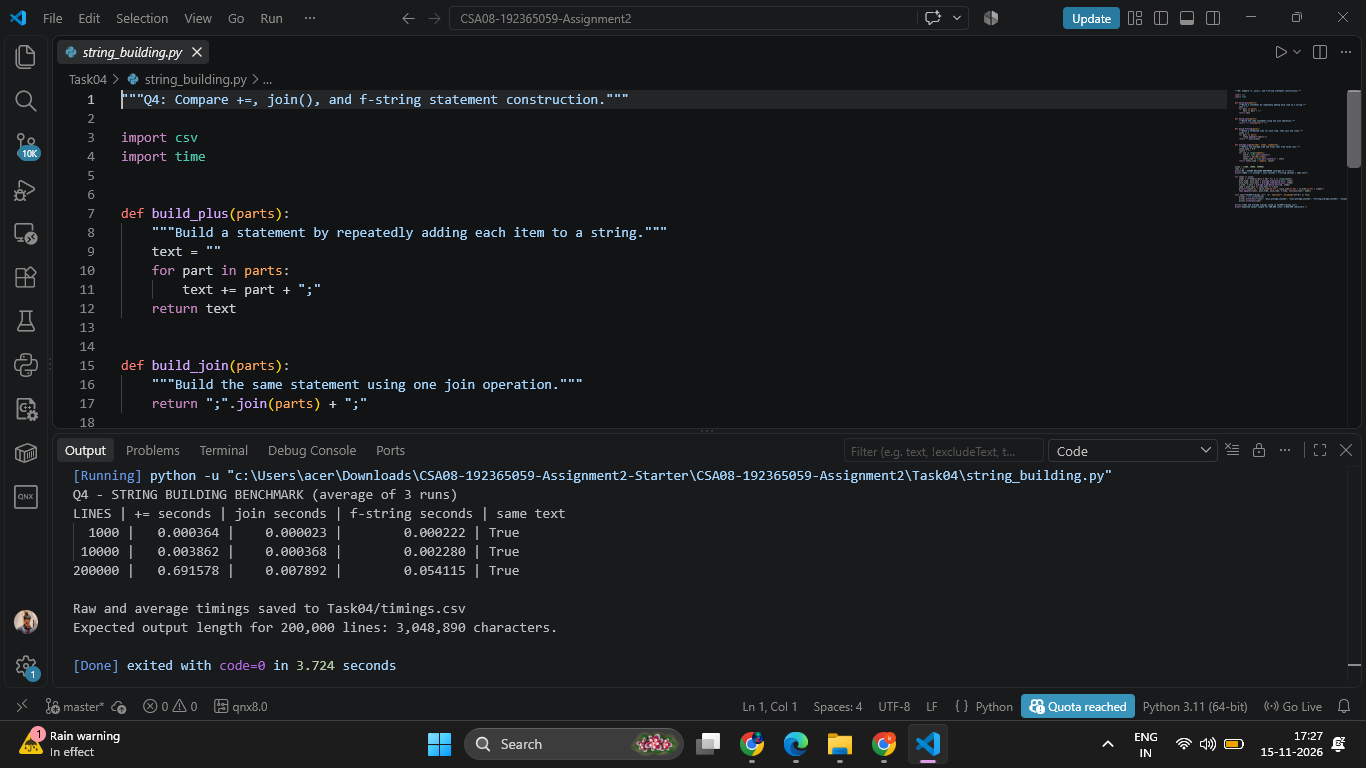 File Edit Selection View Go Run ···
CSA08-192365059-Assignment2
Update
string_building.py
Task04 > string_building.py > ...
1 """Q4: Compare +=, join(), and f-string statement construction."""
2
3 import csv
4 import time
5
6
7 def build_plus(parts):
8 """Build a statement by repeatedly adding each item to a string."""
9 text = ""
10 for part in parts:
11 text += part + ";"
12 return text
13
14
15 def build_join(parts):
16 """Build the same statement using one join operation."""
17 return ";".join(parts) + ";"
18
10K
QNX
1
Output Problems Terminal Debug Console Ports
Filter (e.g. text, !excludeText, t...
Code
[Running] python -u "c:\Users\acer\Downloads\CSA08-192365059-Assignment2-Starter\CSA08-192365059-Assignment2\Task04\string_building.py"
Q4 - STRING BUILDING BENCHMARK (average of 3 runs)
LINES | += seconds | join seconds | f-string seconds | same text
1000 | 0.000364 | 0.000023 | 0.000222 | True
10000 | 0.003862 | 0.000368 | 0.002280 | True
200000 | 0.691578 | 0.007892 | 0.054115 | True
Raw and average timings saved to Task04/timings.csv
Expected output length for 200,000 lines: 3,048,890 characters.
[Done] exited with code=0 in 3.724 seconds
master* 0 0 qnx8.0
Ln 1, Col 1 Spaces: 4 UTF-8 LF {} Python Quota reached Python 3.11 (64-bit) Go Live
1
Rain warning
In effect
Search
ENG
IN
17:27
15-11-2026